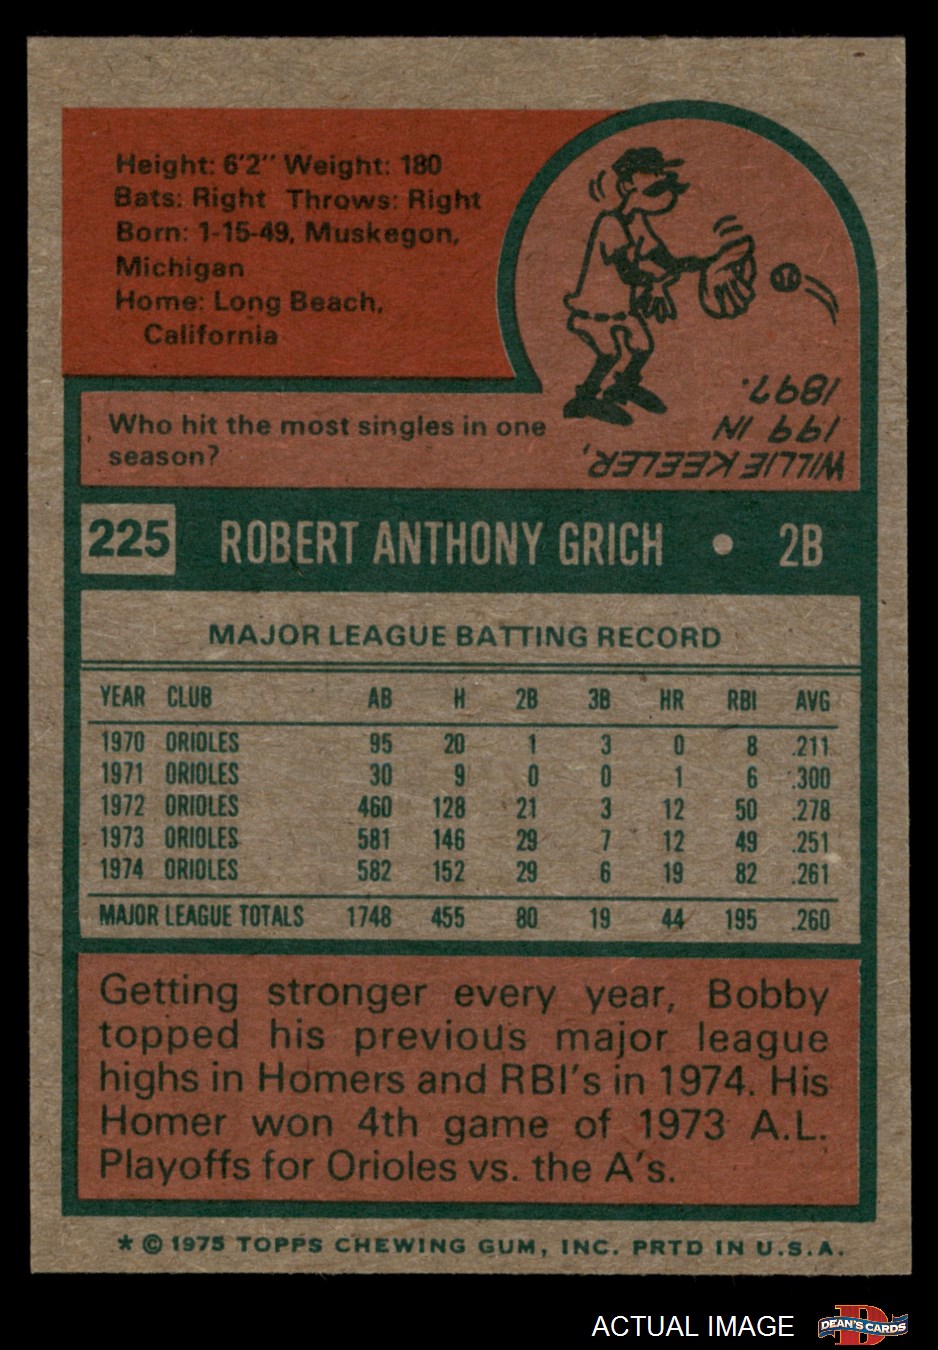 Height: 6'2" Weight: 180
Bats: Right Throws: Right
Born: 1-15-49, Muskegon,
Michigan
Home: Long Beach,
California
Who hit the most singles in one
season?
WILLIE KEELER,
199 IN
1897.
225 ROBERT ANTHONY GRICH • 2B
MAJOR LEAGUE BATTING RECORD
YEAR CLUB AB H 2B 3B HR RBI AVG
1970 ORIOLES 95 20 1 3 0 8 .211
1971 ORIOLES 30 9 0 0 1 6 .300
1972 ORIOLES 460 128 21 3 12 50 .278
1973 ORIOLES 581 146 29 7 12 49 .251
1974 ORIOLES 582 152 29 6 19 82 .261
MAJOR LEAGUE TOTALS 1748 455 80 19 44 195 .260
Getting stronger every year, Bobby
topped his previous major league
highs in Homers and RBI's in 1974. His
Homer won 4th game of 1973 A.L.
Playoffs for Orioles vs. the A's.
* © 1975 TOPPS CHEWING GUM, INC. PRTD IN U.S.A.
ACTUAL IMAGE
DEAN'S CARDS